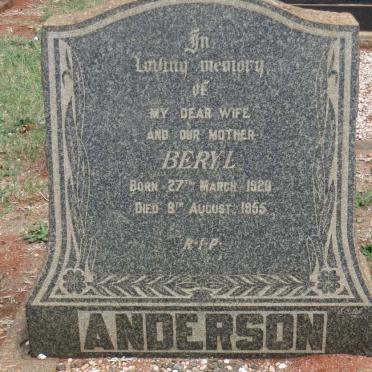 In
Loving memory
of
MY DEAR WIFE
AND OUR MOTHER
BERYL
BORN 27TH MARCH 1920
DIED 8TH AUGUST, 1955
R·I·P·
ANDERSON